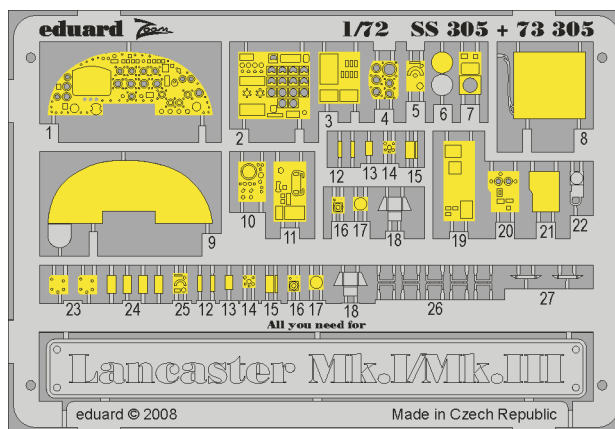 eduard Zoom 1/72 SS 305 + 73 305
1 2 3 4 5 6 7 8
12 13 14 15
9 10 11 16 17 18 19 20 21 22
23 24 25 12 13 14 15 16 17 18 26 27
All you need for
Lancaster Mk.I/Mk.III
eduard © 2008 Made in Czech Republic